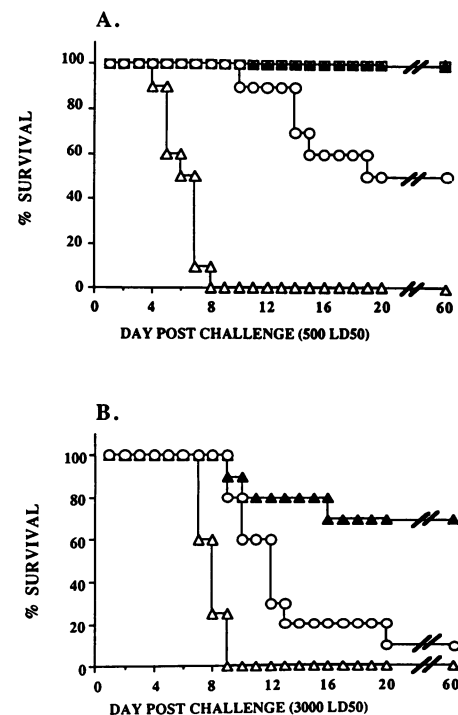 A.
100
80
60
40
20
0
% SURVIVAL
0 4 8 12 16 20 60
DAY POST CHALLENGE (500 LD50)
B.
100
80
60
40
20
0
% SURVIVAL
0 4 8 12 16 20 60
DAY POST CHALLENGE (3000 LD50)